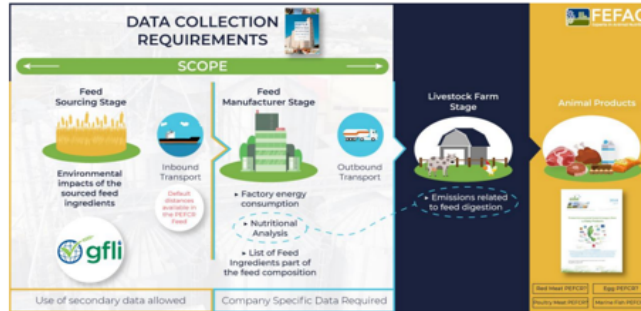 DATA COLLECTION
REQUIREMENTS
FEFAC
SCOPE
Feed
Sourcing Stage
Feed
Manufacturer Stage
Livestock Farm
Stage
Animal Products
Inbound
Transport
Outbound
Transport
Environmental
impacts of the
sourced feed
ingredients
Default
distances
available in
the PEFCR
Feed
gfli
▸ Factory energy
consumption
▸ Nutritional
Analysis
▸ List of Feed
Ingredients part of
the feed composition
▸ Emissions related
to feed digestion
Use of secondary data allowed
Company Specific Data Required
Red Meat PEFCR?
Egg PEFCR?
Poultry Meat PEFCR?
Marine Fish PEFCR